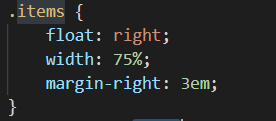 .items {
    float: right;
    width: 75%;
    margin-right: 3em;
}